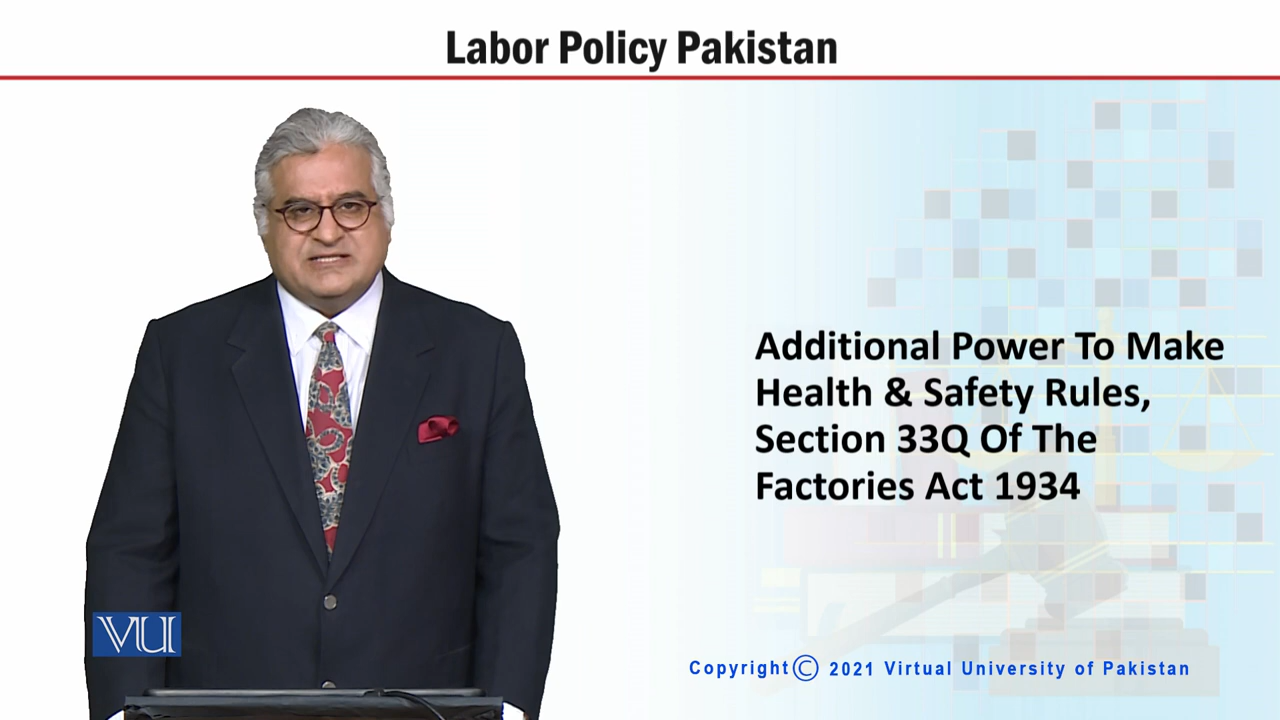 Labor Policy Pakistan
Additional Power To Make
Health & Safety Rules,
Section 33Q Of The
Factories Act 1934
VU
Copyright© 2021 Virtual University of Pakistan